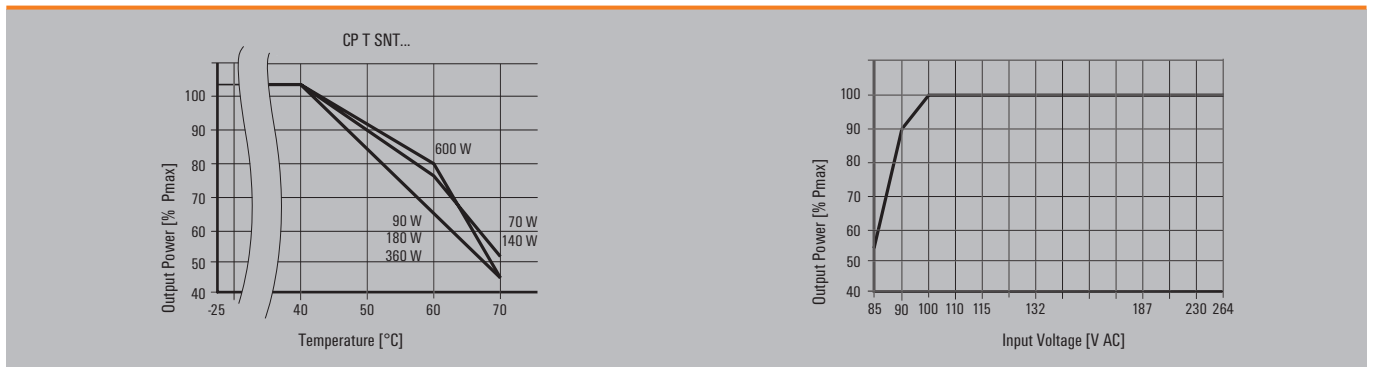 CP T SNT...
Output Power [% Pmax]
100
90
80
70
60
50
40
600 W
90 W
180 W
360 W
70 W
140 W
-25 40 50 60 70
Temperature [°C]
Output Power [% Pmax]
100
90
80
70
60
50
40
85 90 100 110 115 132 187 230 264
Input Voltage [V AC]